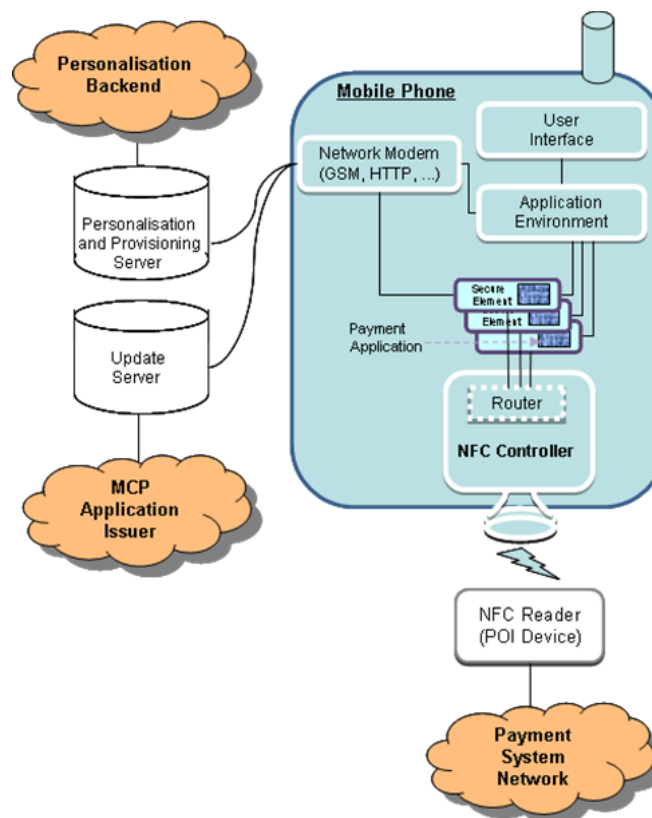 Personalisation
Backend
Mobile Phone
User
Interface
Network Modem
(GSM, HTTP, ...)
Personalisation
and Provisioning
Server
Application
Environment
Secure
Element
Element
Payment
Application
Update
Server
Router
NFC Controller
MCP
Application
Issuer
NFC Reader
(POI Device)
Payment
System
Network